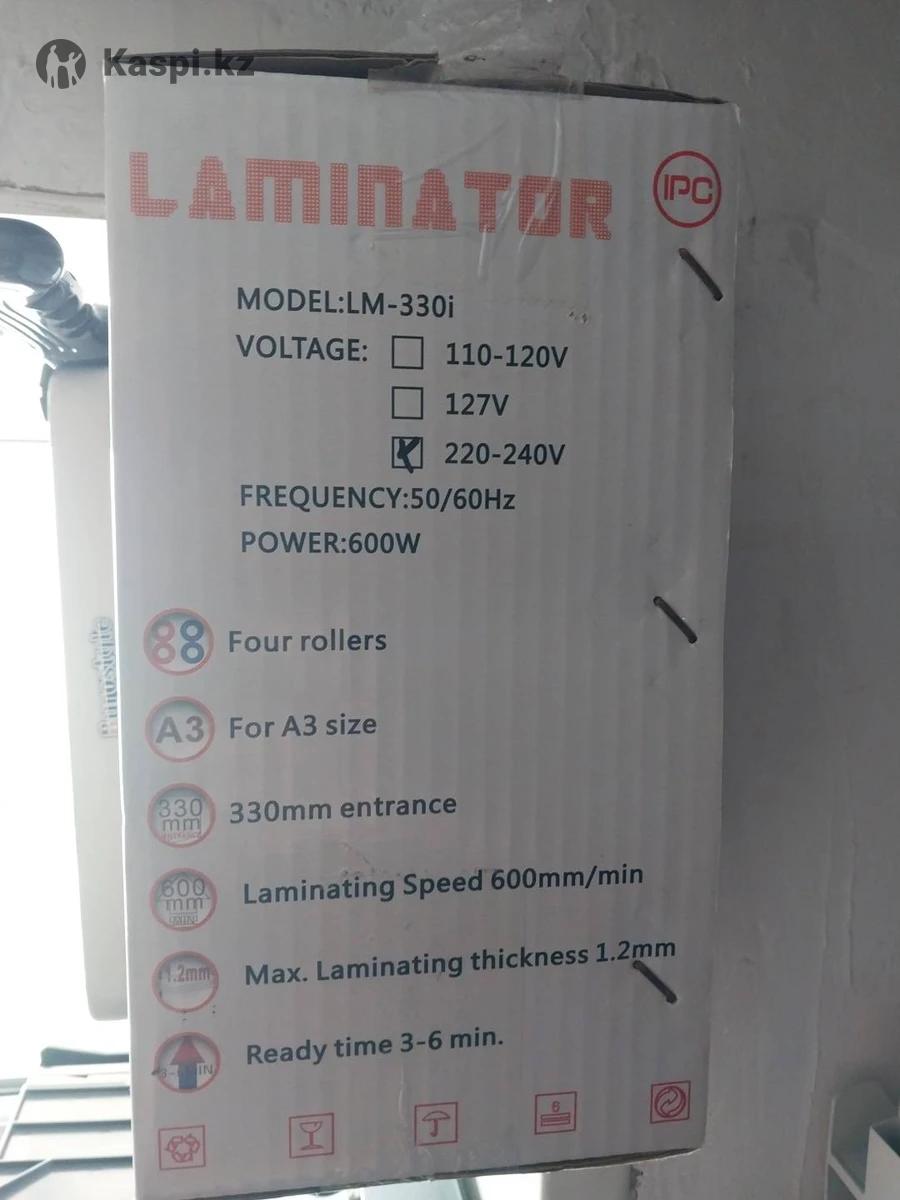 Kaspi.kz
LAMINATOR
IPC
MODEL:LM-330i
VOLTAGE: 110-120V
127V
220-240V
FREQUENCY:50/60Hz
POWER:600W
Four rollers
A3 For A3 size
330
mm
330mm entrance
600
mm
Laminating Speed 600mm/min
1.2mm
Max. Laminating thickness 1.2mm
3-6MIN
Ready time 3-6 min.
6